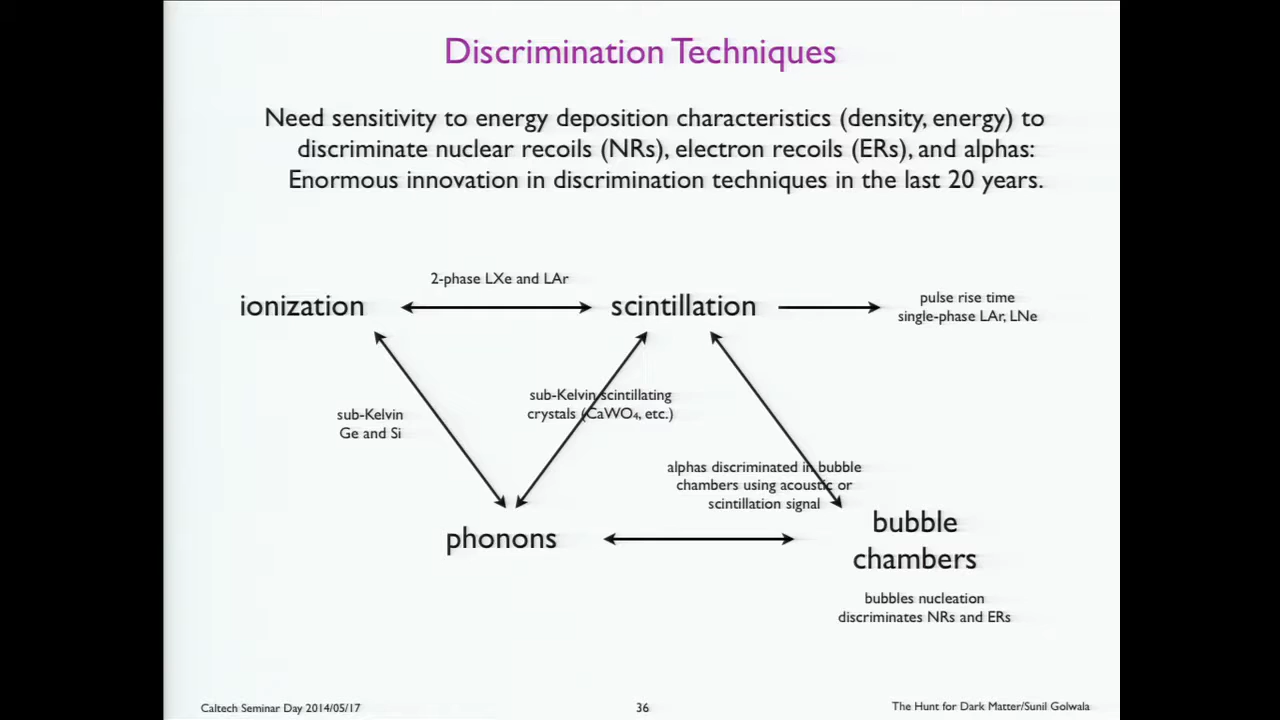 Discrimination Techniques
Need sensitivity to energy deposition characteristics (density, energy) to
discriminate nuclear recoils (NRs), electron recoils (ERs), and alphas:
Enormous innovation in discrimination techniques in the last 20 years.
2-phase LXe and LAr
ionization
scintillation
pulse rise time
single-phase LAr, LNe
sub-Kelvin scintillating
crystals (CaWO₄, etc.)
sub-Kelvin
Ge and Si
alphas discriminated in bubble
chambers using acoustic or
scintillation signal
phonons
bubble
chambers
bubbles nucleation
discriminates NRs and ERs
Caltech Seminar Day 2014/05/17
36
The Hunt for Dark Matter/Sunil Golwala